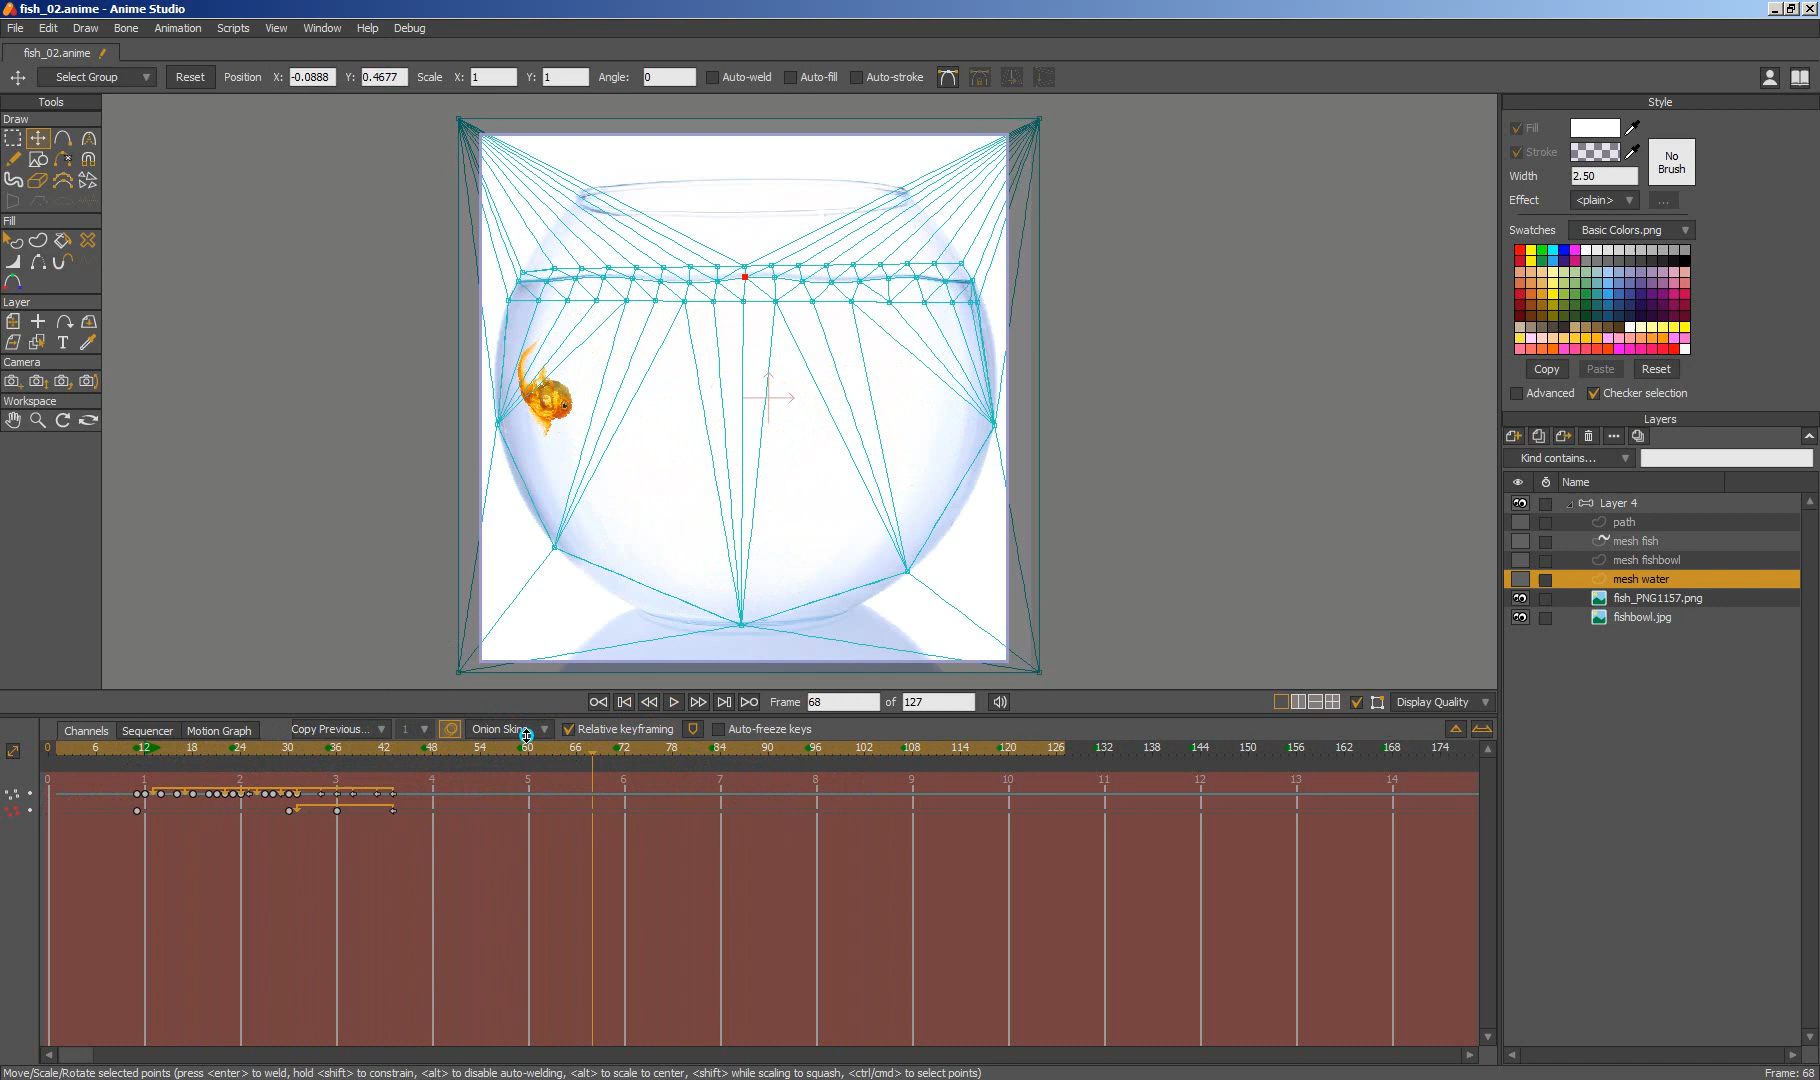 fish_02.anime - Anime Studio
File Edit Draw Bone Animation Scripts View Window Help Debug
fish_02.anime
Select Group Reset Position X: -0.0888 Y: 0.4677 Scale X: 1 Y: 1 Angle: 0 Auto-weld Auto-fill Auto-stroke
Tools
Draw
Fill
Layer
Camera
Workspace
Style
Fill
Stroke
No Brush
Width 2.50
Effect <plain> ...
Swatches Basic Colors.png
Copy Paste Reset
Advanced Checker selection
Layers
Kind contains...
Name
Layer 4
path
mesh fish
mesh fishbowl
mesh water
fish_PNG1157.png
fishbowl.jpg
Frame 68 of 127 Display Quality
Channels Sequencer Motion Graph Copy Previous... 1 Onion Skins Relative keyframing Auto-freeze keys
0 6 12 18 24 30 36 42 48 54 60 66 72 78 84 90 96 102 108 114 120 126 132 138 144 150 156 162 168 174
0 1 2 3 4 5 6 7 8 9 10 11 12 13 14
Move/Scale/Rotate selected points (press <enter> to weld, hold <shift> to constrain, <alt> to disable auto-welding, <alt> to scale to center, <shift> while scaling to squash, <ctrl/cmd> to select points)
Frame: 68